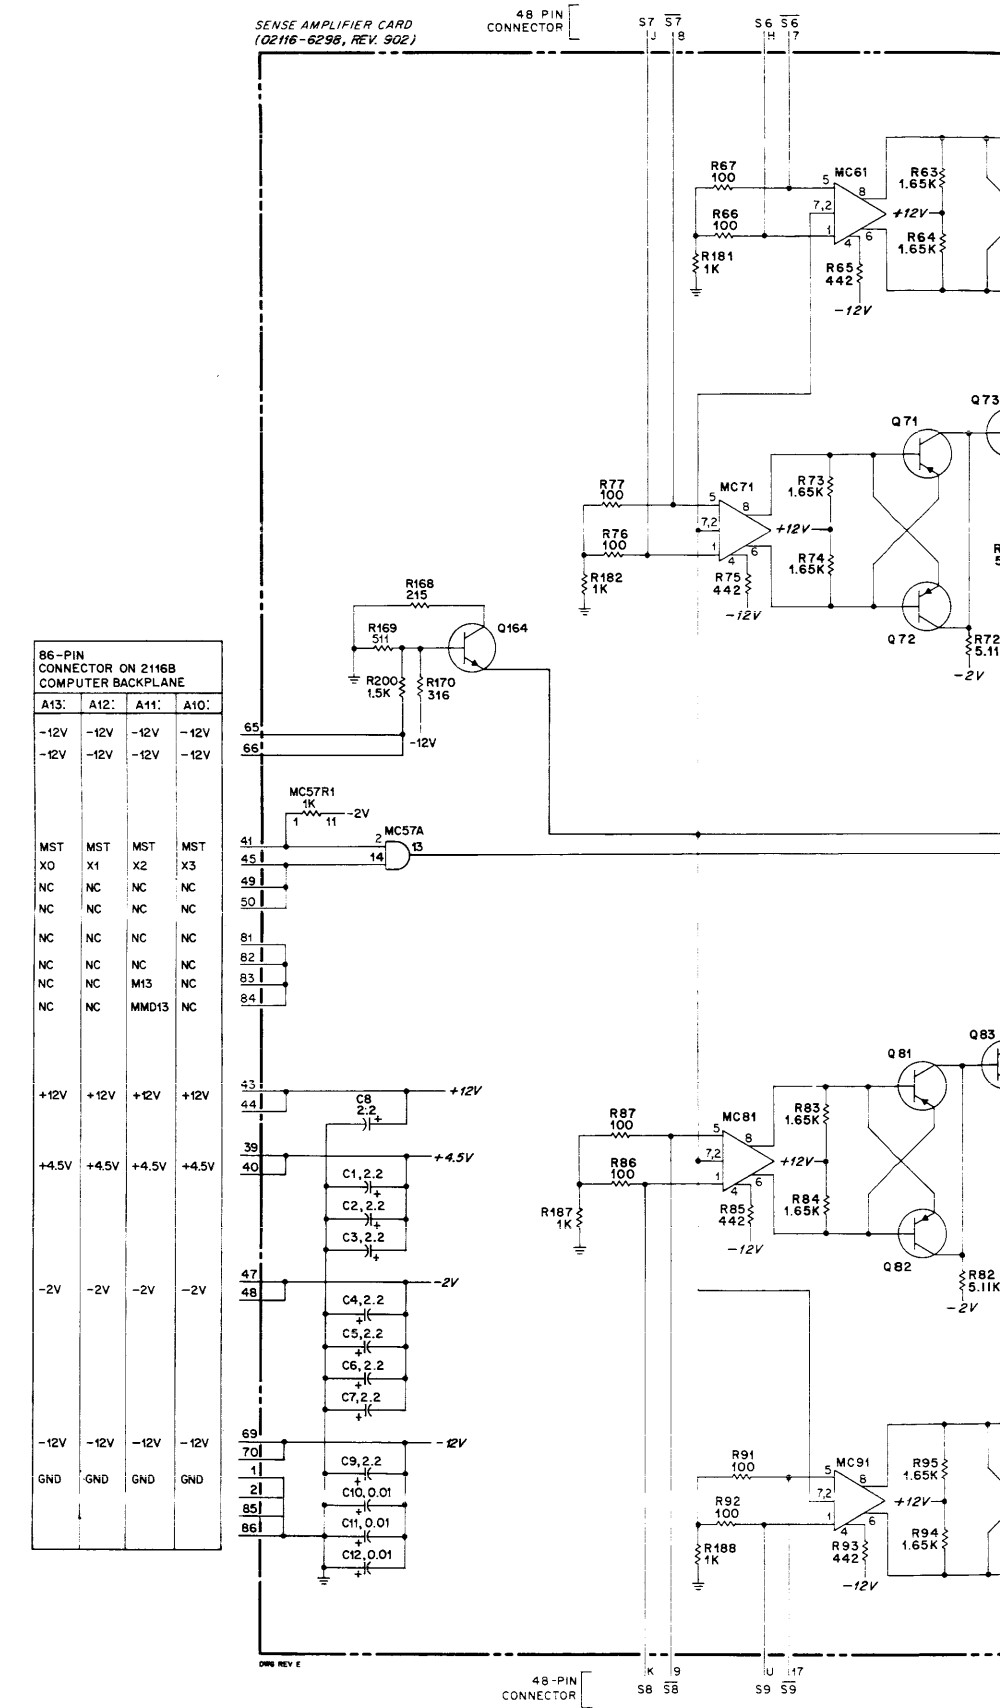 SENSE AMPLIFIER CARD
(02116-6298, REV. 902)
48 PIN
CONNECTOR
S7 S7 S6 S6
J 8 H 7
R67
100
5 MC61 8
R63
1.65K
R66
100
7,2
+12V
1
4
6
R64
1.65K
R181
1K
R65
442
-12V
Q73
Q71
R77
100
5 MC71 8
R73
1.65K
R76
100
7,2
+12V
1
4
6
R74
1.65K
R182
1K
R75
442
-12V
Q72
R72
5.11
-2V
R
5
R168
215
R169
511
Q164
R200
1.5K
R170
316
-12V
86-PIN
CONNECTOR ON 2116B
COMPUTER BACKPLANE
A13: A12: A11: A10:
-12V -12V -12V -12V 65
-12V -12V -12V -12V 66
MC57R1
1K
1 11 -2V
MST MST MST MST 41
2 MC57A 13
X0 X1 X2 X3 45
14
NC NC NC NC 49
NC NC NC NC 50
NC NC NC NC 81
NC NC NC NC 82
NC NC M13 NC 83
NC NC MMD13 NC 84
+12V +12V +12V +12V 43
44
+12V
C8
2.2
+
+4.5V +4.5V +4.5V +4.5V 39
40
+4.5V
C1,2.2
+
C2,2.2
+
C3,2.2
+
-2V -2V -2V -2V 47
48
-2V
C4,2.2
+
C5,2.2
+
C6,2.2
+
C7,2.2
+
-12V -12V -12V -12V 69
70
-12V
GND GND GND GND 1
2
85
86
C9,2.2
+
C10,0.01
+
C11,0.01
+
C12,0.01
+
Q83
Q81
R87
100
5 MC81 8
R83
1.65K
R86
100
7,2
+12V
1
4
6
R84
1.65K
R187
1K
R85
442
-12V
Q82
R82
5.11K
-2V
R91
100
5 MC91 8
R95
1.65K
R92
100
7,2
+12V
1
4
6
R94
1.65K
R188
1K
R93
442
-12V
DWG REV E
48-PIN
CONNECTOR
K 9 U 17
S8 S8 S9 S9